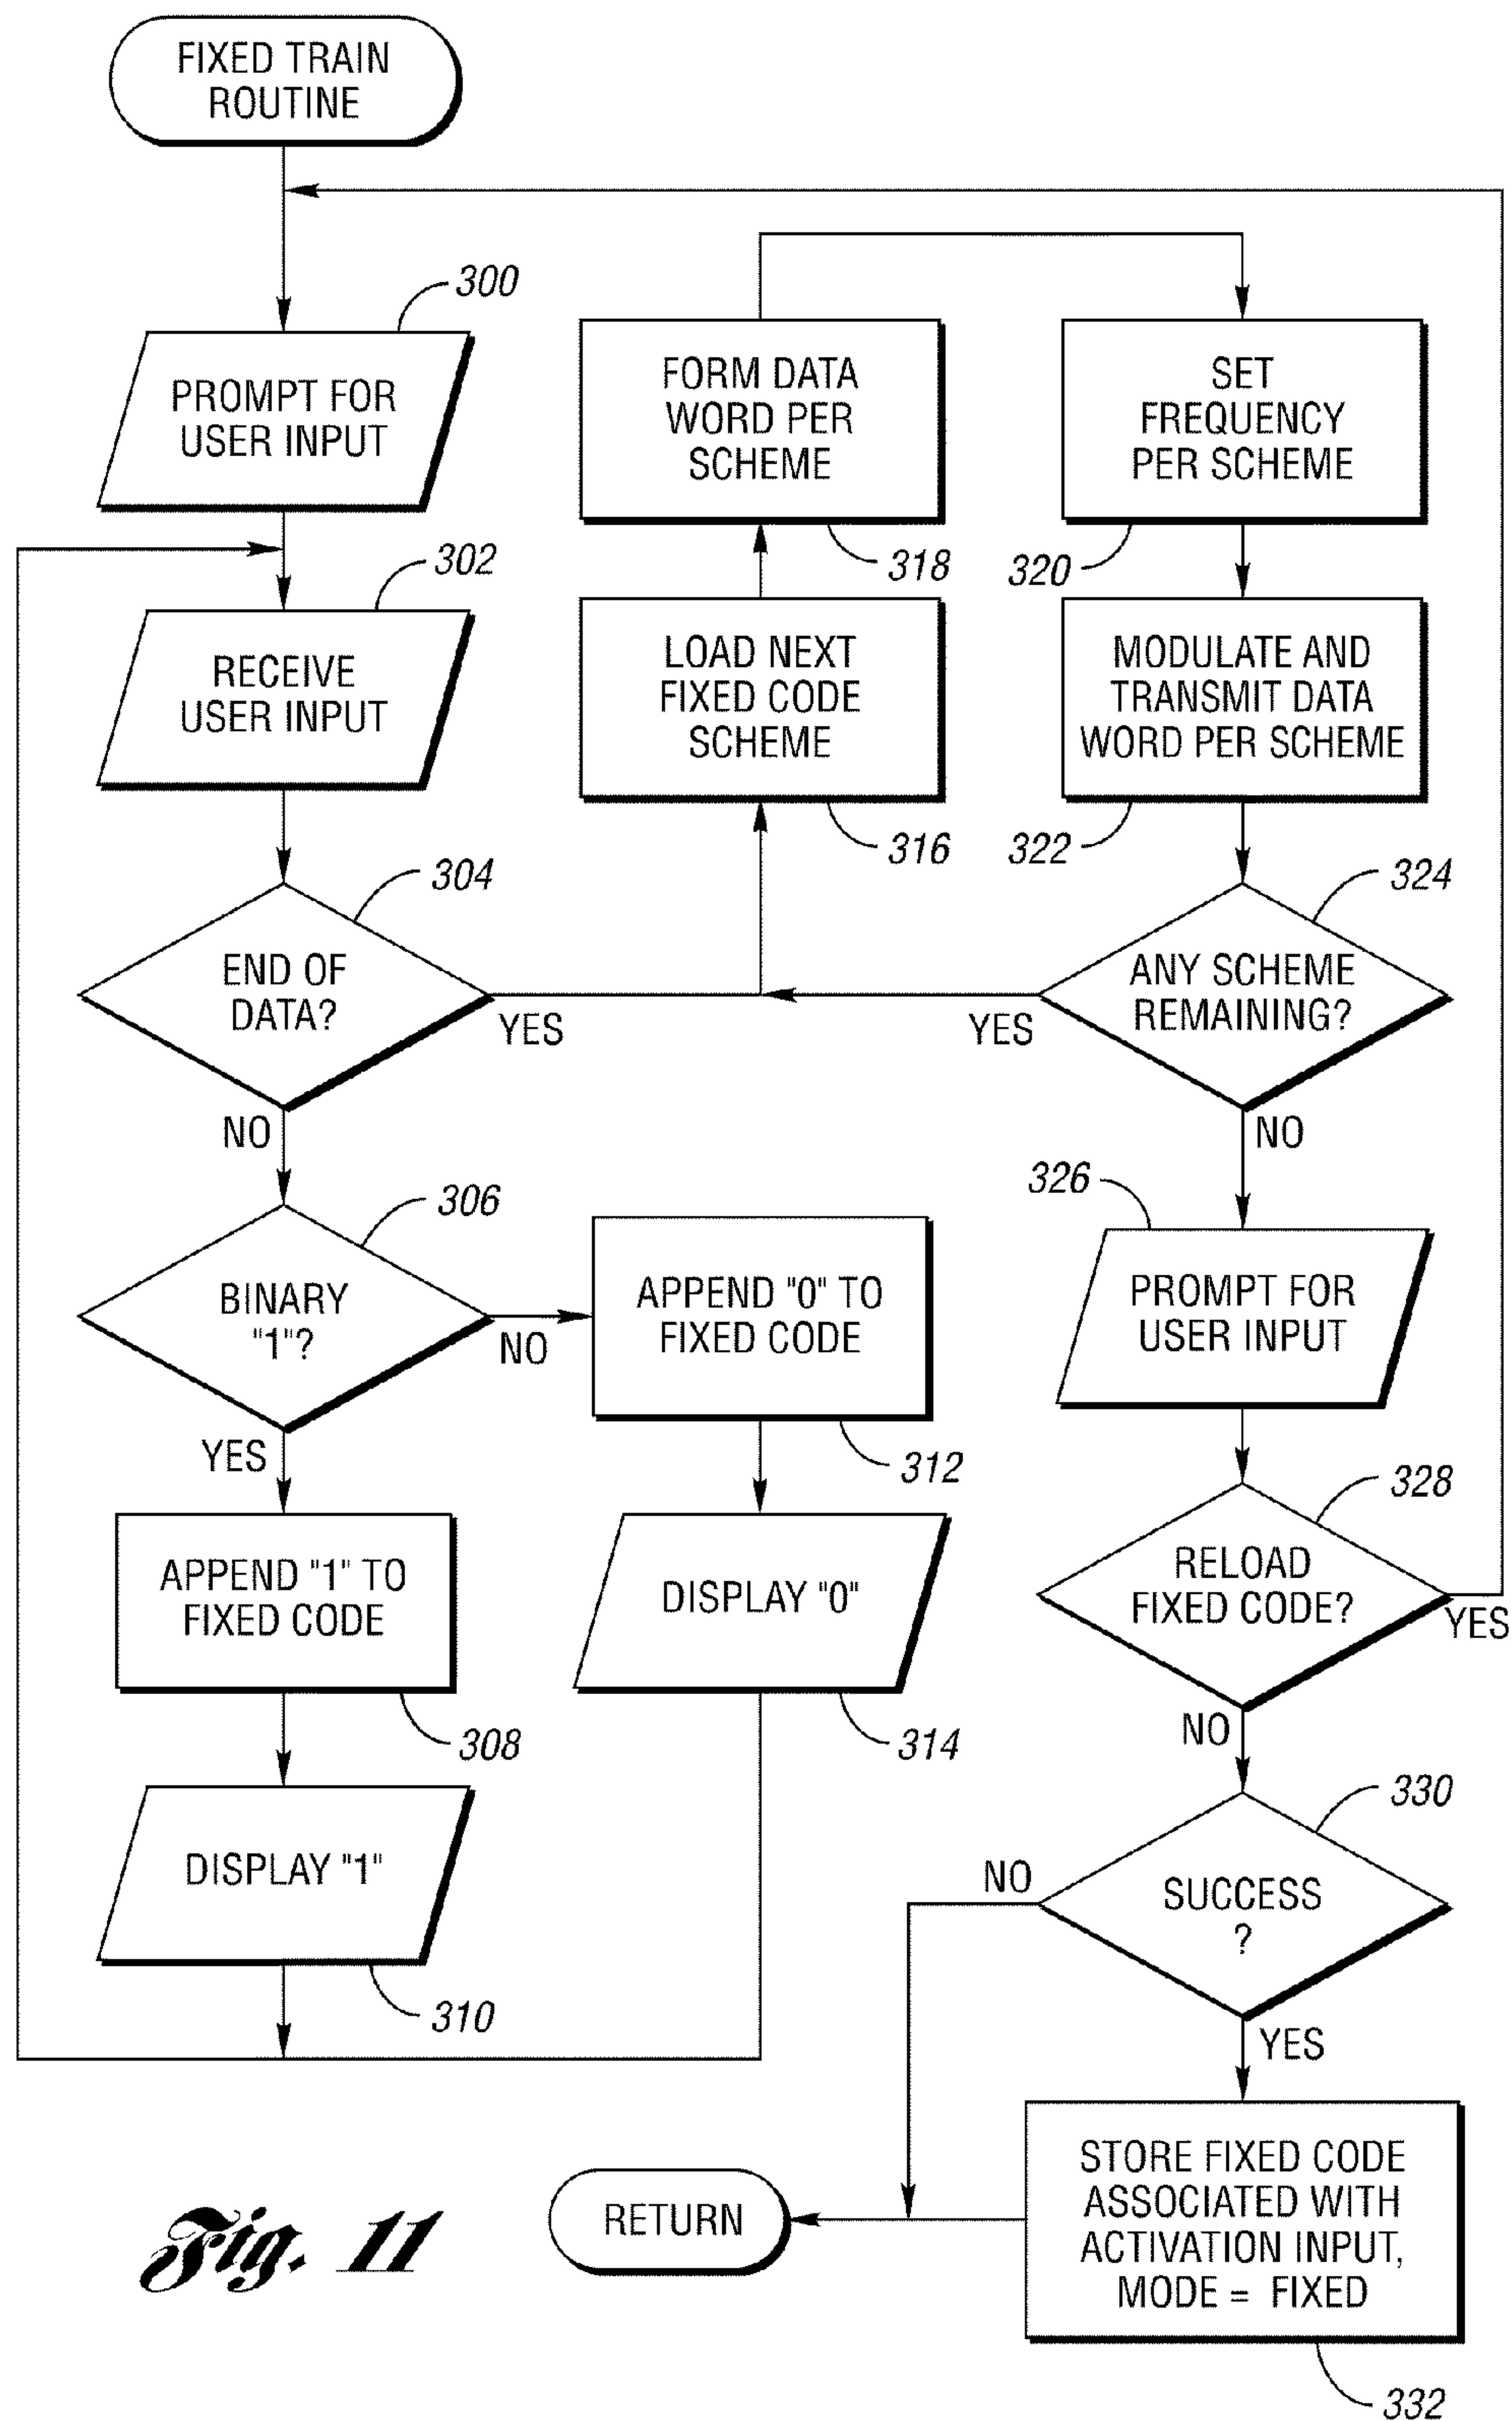 FIXED TRAIN
ROUTINE
300
PROMPT FOR
USER INPUT
302
RECEIVE
USER INPUT
304
END OF
DATA?
YES
NO
306
BINARY
"1"?
NO
YES
APPEND "1" TO
FIXED CODE
308
DISPLAY "1"
310
APPEND "0" TO
FIXED CODE
312
DISPLAY "0"
314
LOAD NEXT
FIXED CODE
SCHEME
316
FORM DATA
WORD PER
SCHEME
318
SET
FREQUENCY
PER SCHEME
320
MODULATE AND
TRANSMIT DATA
WORD PER SCHEME
322
324
ANY SCHEME
REMAINING?
YES
NO
326
PROMPT FOR
USER INPUT
328
RELOAD
FIXED CODE?
YES
NO
330
SUCCESS
?
NO
YES
STORE FIXED CODE
ASSOCIATED WITH
ACTIVATION INPUT,
MODE = FIXED
332
RETURN
Fig. 11